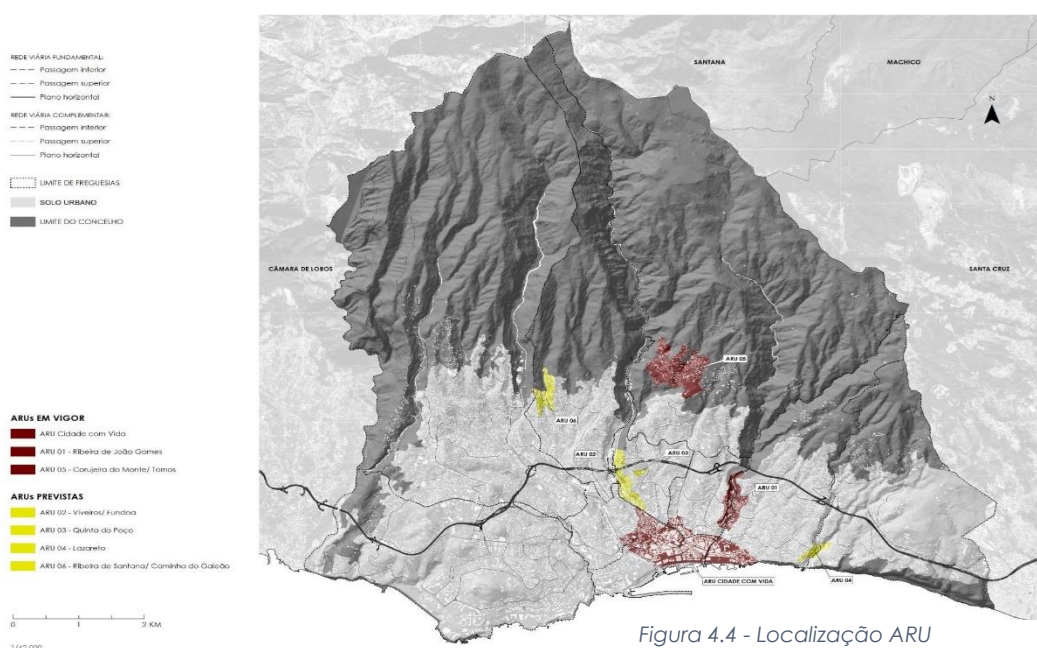 REDE VIÁRIA FUNDAMENTAL:
Passagem inferior
Passagem superior
Plano horizontal
REDE VIÁRIA COMPLEMENTAR:
Passagem inferior
Passagem superior
Plano horizontal
LIMITE DE FREGUESIAS
SOLO URBANO
LIMITE DO CONCELHO
ARUs EM VIGOR
ARU Cidade com Vida
ARU 01 - Ribeira de João Gomes
ARU 05 - Corujeira do Monte/ Tornos
ARUs PREVISTAS
ARU 02 - Viveiros/ Fundoa
ARU 03 - Quinta do Poço
ARU 04 - Lazareto
ARU 06 - Ribeira de Santana/ Caminho do Galeão
0 1 2 KM
SANTANA
MACHICO
N
CÂMARA DE LOBOS
SANTA CRUZ
ARU 05
ARU 06
ARU 02
ARU 03
ARU 01
ARU CIDADE COM VIDA
ARU 04
Figura 4.4 - Localização ARU